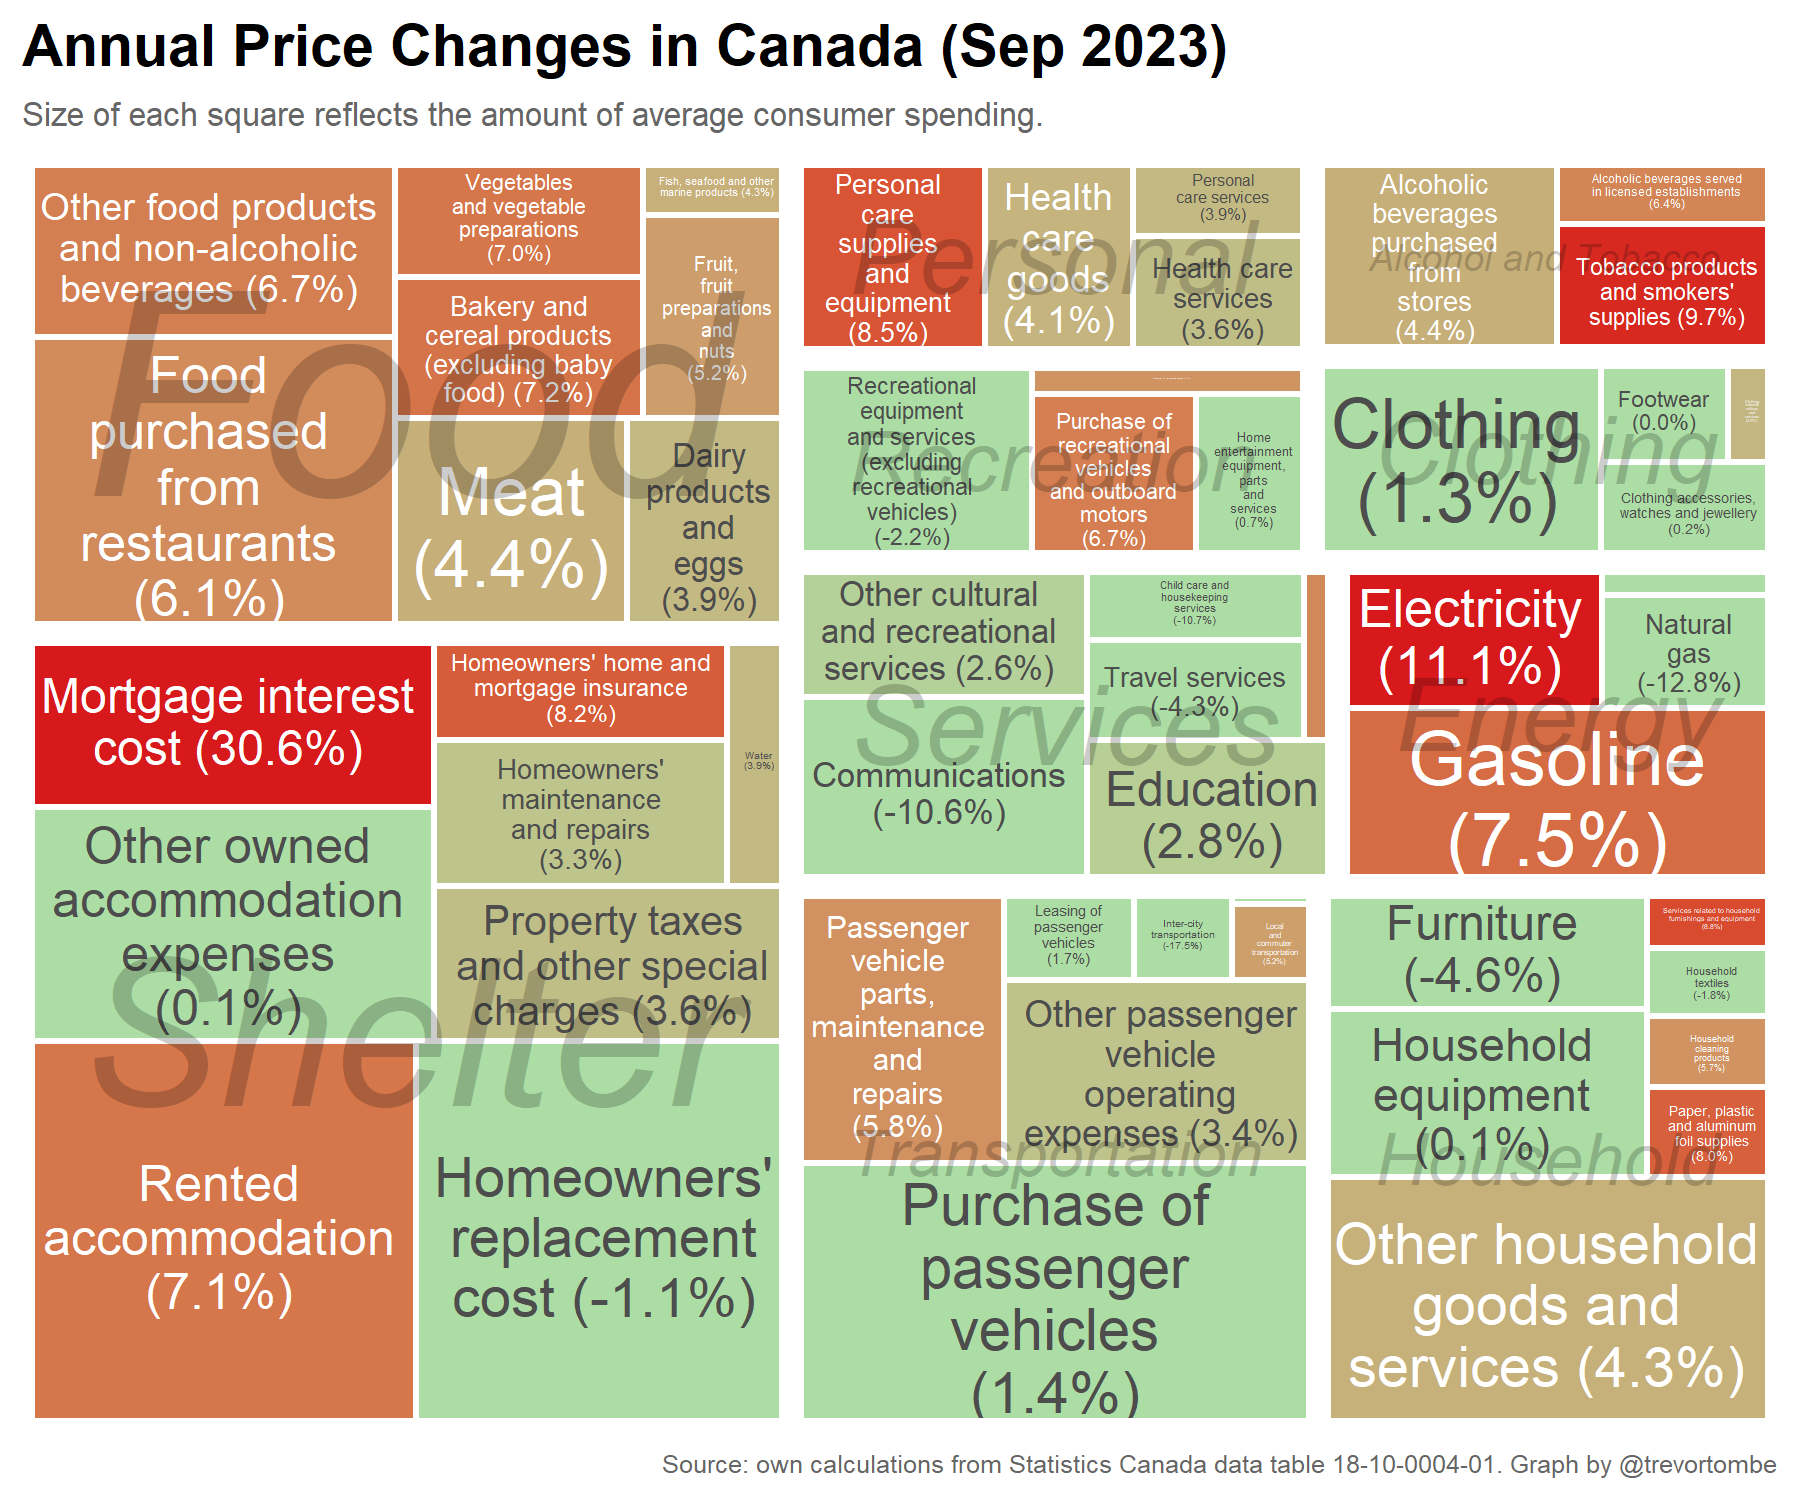 Annual Price Changes in Canada (Sep 2023)
Size of each square reflects the amount of average consumer spending.
Other food products
and non-alcoholic
beverages (6.7%)
Vegetables
and vegetable
preparations
(7.0%)
Fish, seafood and other
marine products (4.3%)
Fruit,
fruit
preparations
and
nuts
(5.2%)
Bakery and
cereal products
(excluding baby
food) (7.2%)
Food
purchased
from
restaurants
(6.1%)
Meat
(4.4%)
Dairy
products
and
eggs
(3.9%)
Food
Personal
care
supplies
and
equipment
(8.5%)
Health
care
goods
(4.1%)
Personal
care services
(3.9%)
Health care
services
(3.6%)
Personal
Alcoholic
beverages
purchased
from
stores
(4.4%)
Alcoholic beverages served
in licensed establishments
(6.4%)
Tobacco products
and smokers'
supplies (9.7%)
Alcohol and Tobacco
Recreational
equipment
and services
(excluding
recreational
vehicles)
(-2.2%)
Purchase of
recreational
vehicles
and outboard
motors
(6.7%)
Home
entertainment
equipment,
parts
and
services
(0.7%)
Recreation
Clothing
(1.3%)
Footwear
(0.0%)
Clothing accessories,
watches and jewellery
(0.2%)
Clothing
Other cultural
and recreational
services (2.6%)
Child care and
housekeeping
services
(-10.7%)
Travel services
(-4.3%)
Communications
(-10.6%)
Education
(2.8%)
Services
Electricity
(11.1%)
Natural
gas
(-12.8%)
Gasoline
(7.5%)
Energy
Mortgage interest
cost (30.6%)
Homeowners' home and
mortgage insurance
(8.2%)
Water
(3.9%)
Homeowners'
maintenance
and repairs
(3.3%)
Other owned
accommodation
expenses
(0.1%)
Property taxes
and other special
charges (3.6%)
Rented
accommodation
(7.1%)
Homeowners'
replacement
cost (-1.1%)
Shelter
Passenger
vehicle
parts,
maintenance
and
repairs
(5.8%)
Leasing of
passenger
vehicles
(1.7%)
Inter-city
transportation
(-17.5%)
Local
and
commuter
transportation
(5.2%)
Other passenger
vehicle
operating
expenses (3.4%)
Purchase of
passenger
vehicles
(1.4%)
Transportation
Furniture
(-4.6%)
Services related to household
furnishings and equipment
(8.8%)
Household
textiles
(-1.8%)
Household
equipment
(0.1%)
Household
cleaning
products
(5.7%)
Paper, plastic
and aluminum
foil supplies
(8.0%)
Other household
goods and
services (4.3%)
Household
Source: own calculations from Statistics Canada data table 18-10-0004-01. Graph by @trevortombe